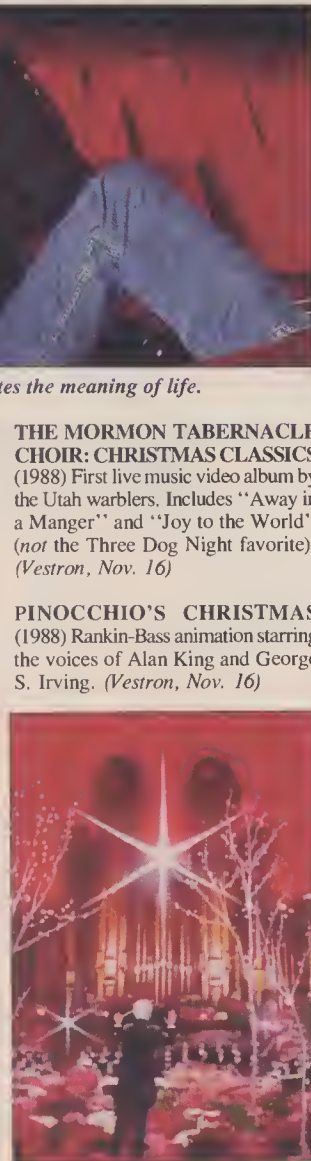 tes the meaning of life.
THE MORMON TABERNACLE
CHOIR: CHRISTMAS CLASSICS
(1988) First live music video album by
the Utah warblers. Includes "Away in
a Manger" and "Joy to the World"
(not the Three Dog Night favorite)
(Vestron, Nov. 16)
PINOCCHIO'S CHRISTMAS
(1988) Rankin-Bass animation starring
the voices of Alan King and George
S. Irving. (Vestron, Nov. 16)